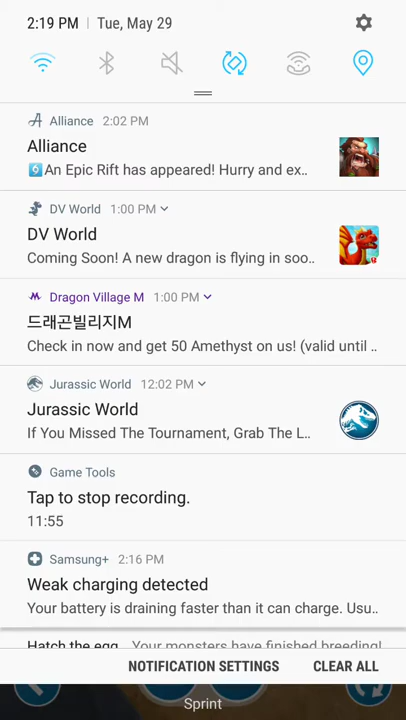 2:19 PM | Tue, May 29
Alliance 2:02 PM
Alliance
An Epic Rift has appeared! Hurry and ex..
DV World 1:00 PM
DV World
Coming Soon! A new dragon is flying in soo..
Dragon Village M 1:00 PM
드래곤빌리지M
Check in now and get 50 Amethyst on us! (valid until ..
Jurassic World 12:02 PM
Jurassic World
If You Missed The Tournament, Grab The L..
Game Tools
Tap to stop recording.
11:55
Samsung+ 2:16 PM
Weak charging detected
Your battery is draining faster than it can charge. Usu..
Hatch the egg Your monsters have finished breeding!
NOTIFICATION SETTINGS CLEAR ALL
Sprint